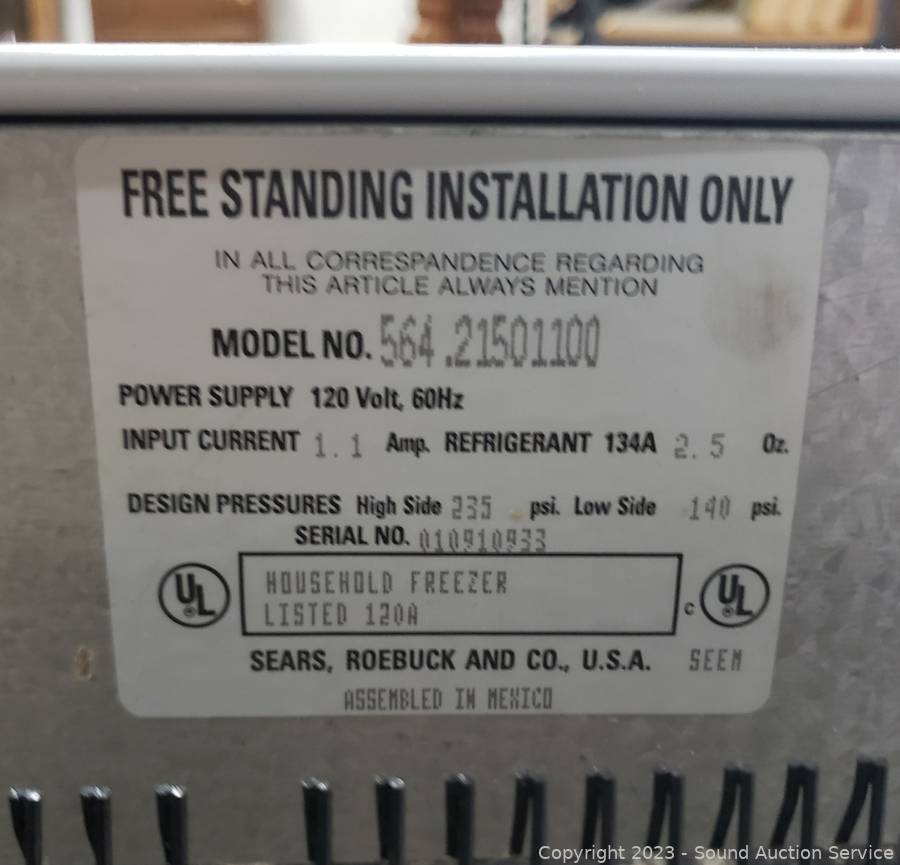 FREE STANDING INSTALLATION ONLY
IN ALL CORRESPANDENCE REGARDING
THIS ARTICLE ALWAYS MENTION
MODEL NO. 564.21501100
POWER SUPPLY 120 Volt, 60Hz
INPUT CURRENT 1.1 Amp. REFRIGERANT 134A 2.5 Oz.
DESIGN PRESSURES High Side 235 psi. Low Side 140 psi.
SERIAL NO. 010910933
UL HOUSEHOLD FREEZER c UL
LISTED 120A
SEARS, ROEBUCK AND CO., U.S.A. SEEM
ASSEMBLED IN MEXICO
Copyright 2023 - Sound Auction Service